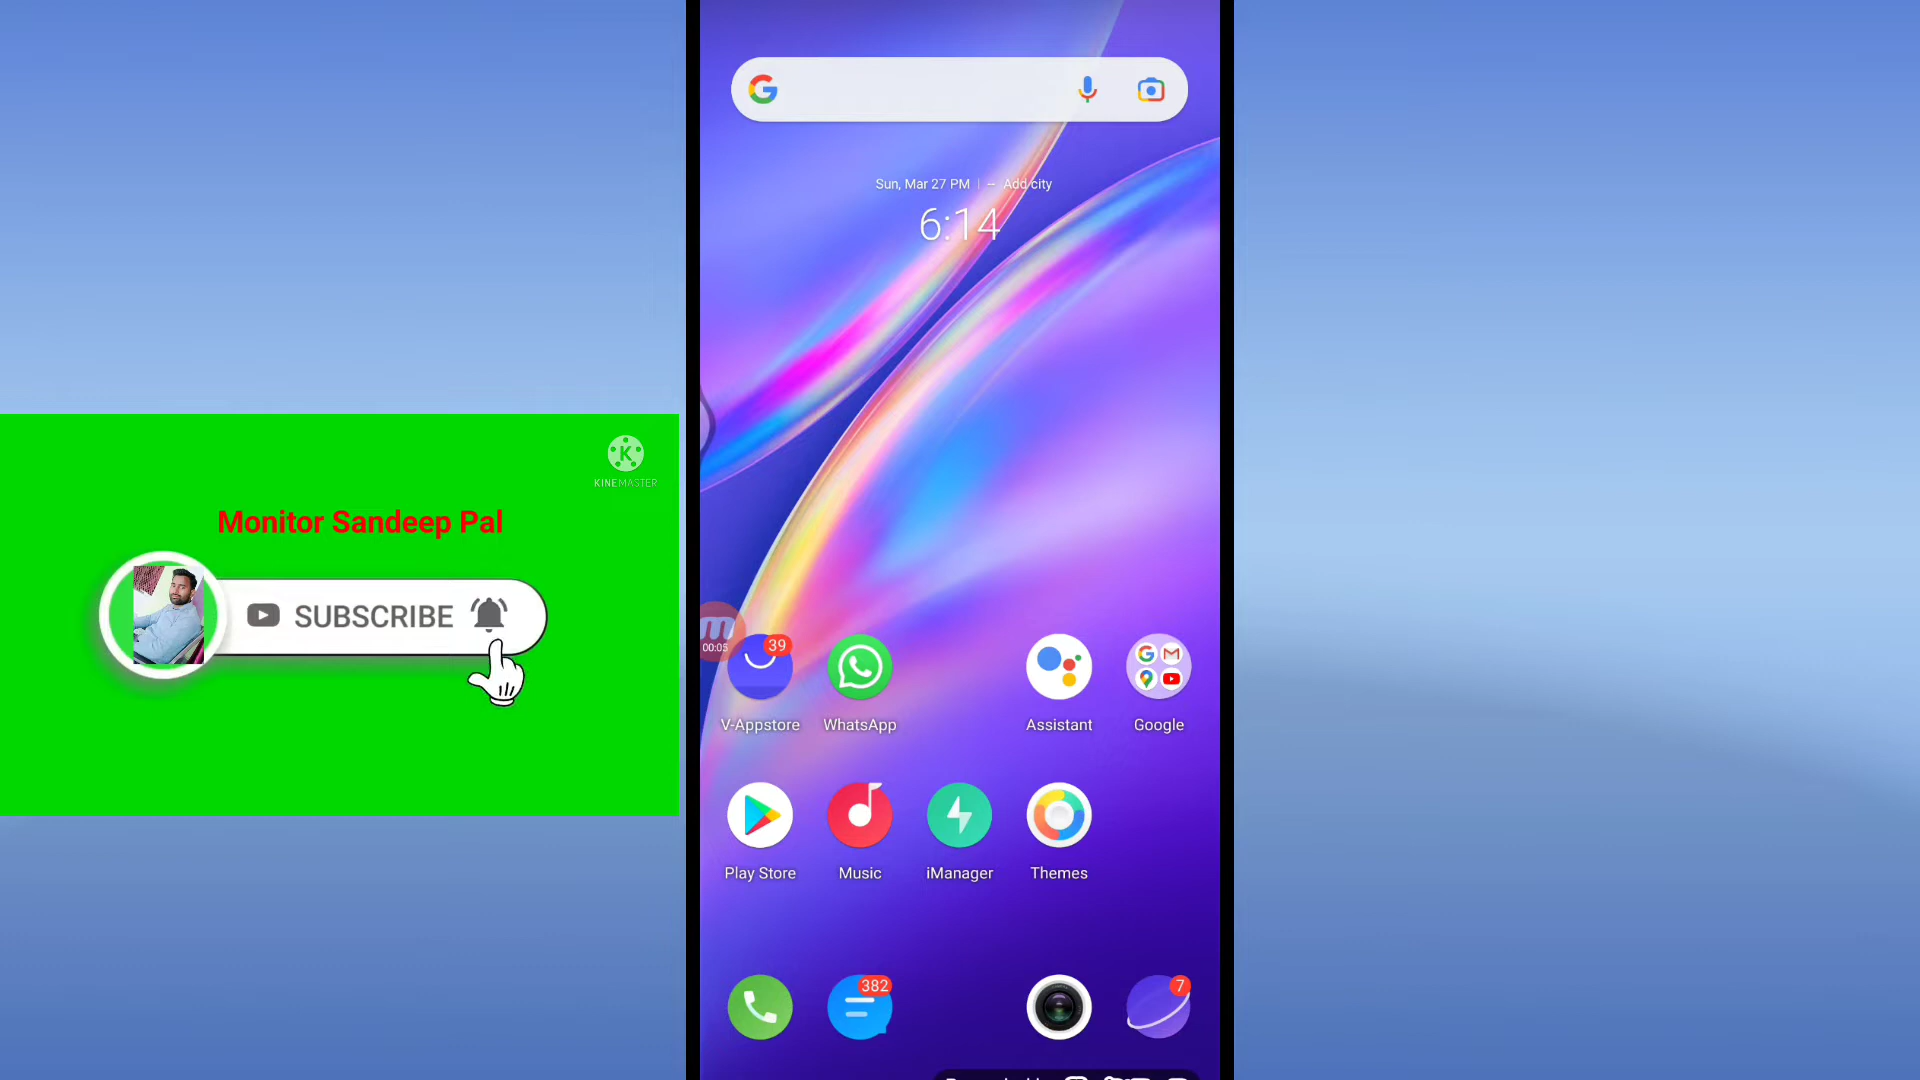 Sun, Mar 27 PM | -- Add city
6:14
KINEMASTER
Monitor Sandeep Pal
SUBSCRIBE
00:05
39
V-Appstore
WhatsApp
Assistant
Google
Play Store
Music
iManager
Themes
382
7